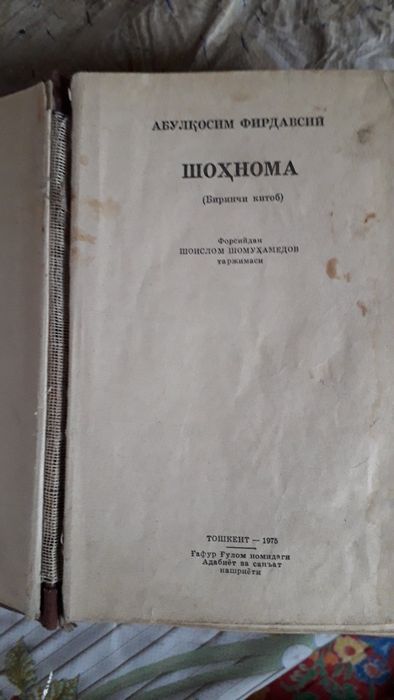 АБУЛҚОСИМ ФИРДАВСИЙ
ШОҲНОМА
(Биринчи китоб)
Форсийдан
ШОИСЛОМ ШОМУҲАМЕДОВ
таржимаси
ТОШКЕНТ — 1975
Ғафур Ғулом номидаги
Адабиёт ва санъат
нашриёти